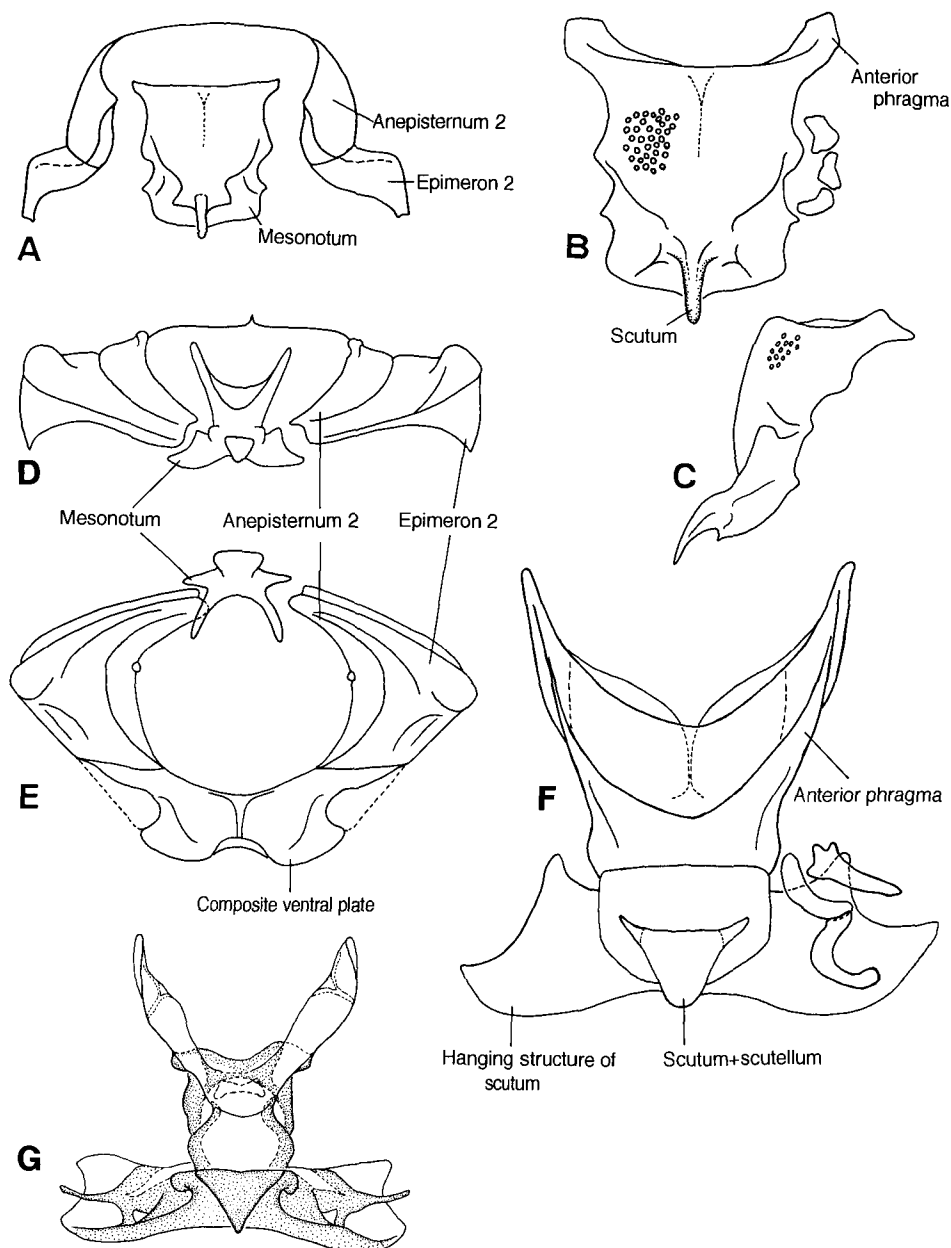 A
Anepisternum 2
Epimeron 2
Mesonotum
B
Anterior
phragma
Scutum
C
D
Mesonotum
Anepisternum 2
Epimeron 2
E
Composite ventral plate
F
Anterior phragma
Hanging structure of
scutum
Scutum+scutellum
G